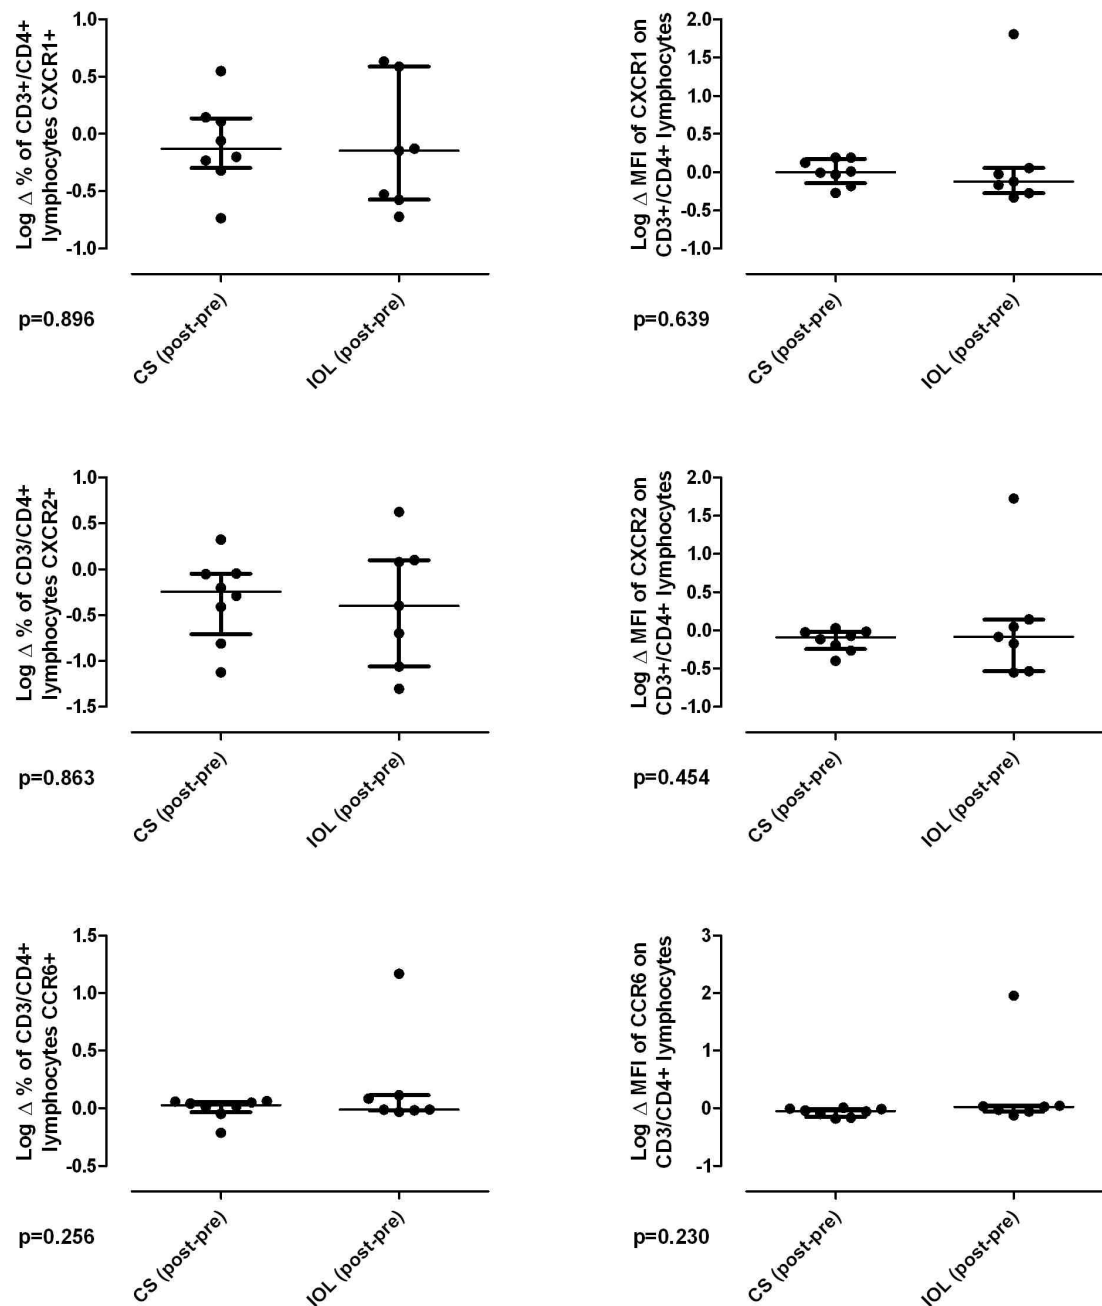 Log Δ % of CD3+/CD4+
lymphocytes CXCR1+
1.0
0.5
0.0
-0.5
-1.0
CS (post-pre)
IOL (post-pre)
p=0.896
Log Δ MFI of CXCR1 on
CD3+/CD4+ lymphocytes
2.0
1.5
1.0
0.5
0.0
-0.5
-1.0
CS (post-pre)
IOL (post-pre)
p=0.639
Log Δ % of CD3/CD4+
lymphocytes CXCR2+
1.0
0.5
0.0
-0.5
-1.0
-1.5
CS (post-pre)
IOL (post-pre)
p=0.863
Log Δ MFI of CXCR2 on
CD3+/CD4+ lymphocytes
2.0
1.5
1.0
0.5
0.0
-0.5
-1.0
CS (post-pre)
IOL (post-pre)
p=0.454
Log Δ % of CD3/CD4+
lymphocytes CCR6+
1.5
1.0
0.5
0.0
-0.5
CS (post-pre)
IOL (post-pre)
p=0.256
Log Δ MFI of CCR6 on
CD3/CD4+ lymphocytes
3
2
1
0
-1
CS (post-pre)
IOL (post-pre)
p=0.230